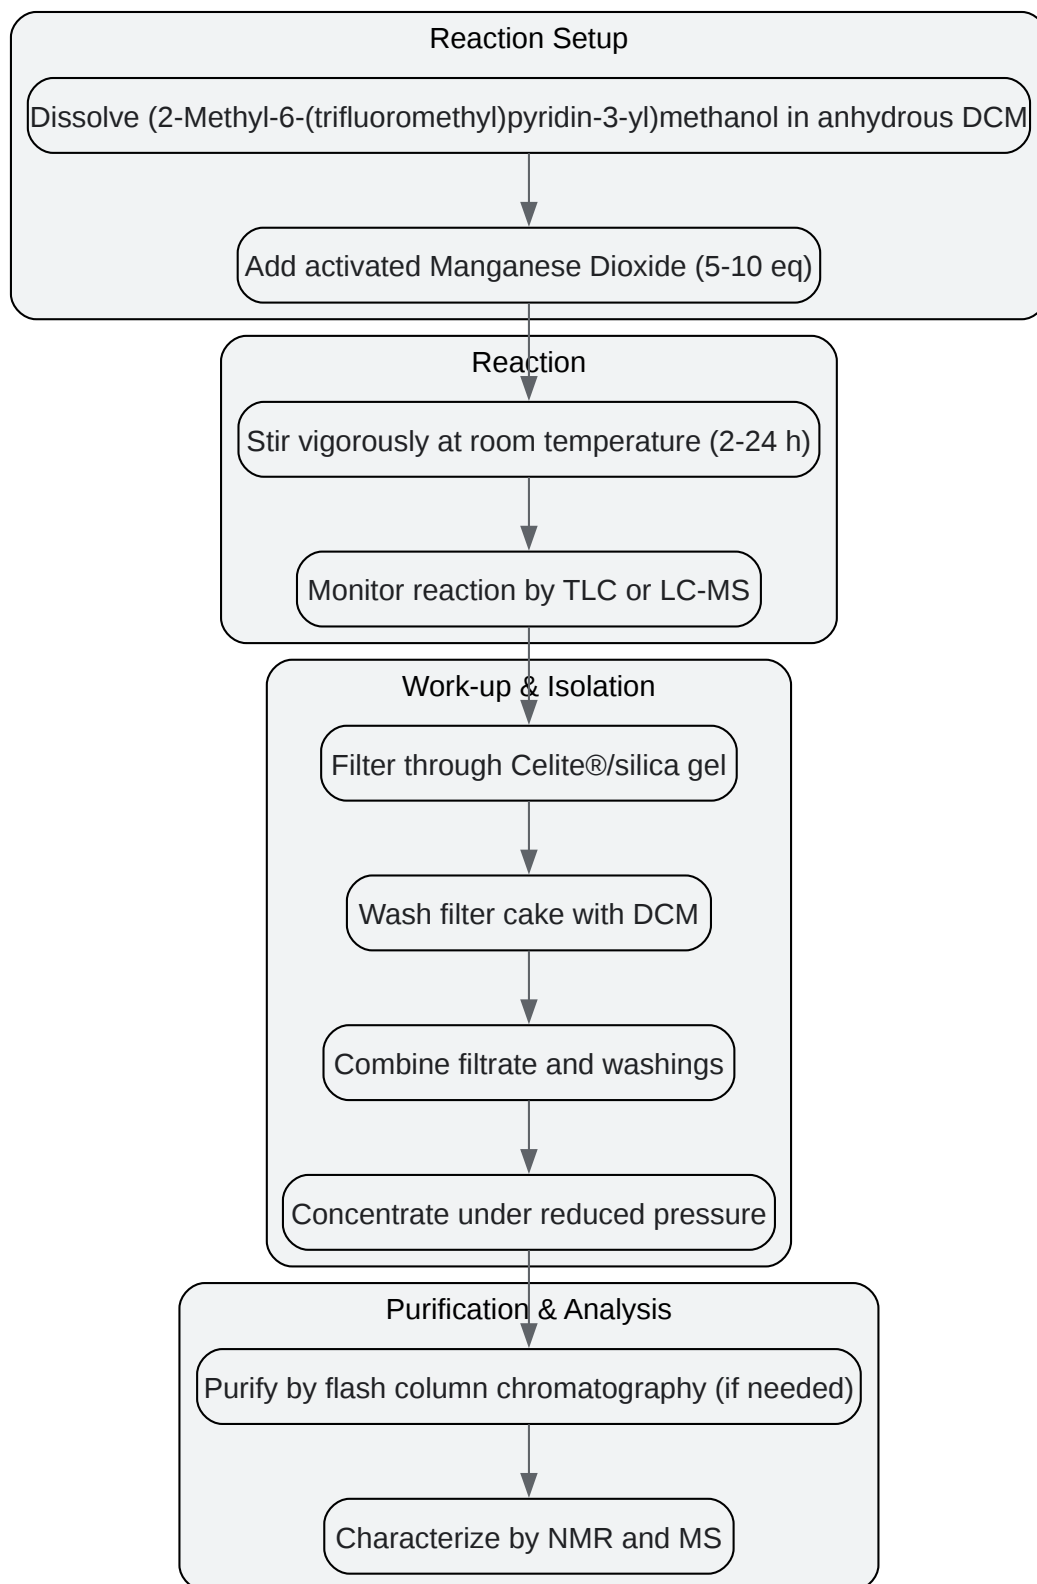 Reaction Setup
Dissolve (2-Methyl-6-(trifluoromethyl)pyridin-3-yl)methanol in anhydrous DCM
Add activated Manganese Dioxide (5-10 eq)
Reaction
Stir vigorously at room temperature (2-24 h)
Monitor reaction by TLC or LC-MS
Work-up & Isolation
Filter through Celite®/silica gel
Wash filter cake with DCM
Combine filtrate and washings
Concentrate under reduced pressure
Purification & Analysis
Purify by flash column chromatography (if needed)
Characterize by NMR and MS